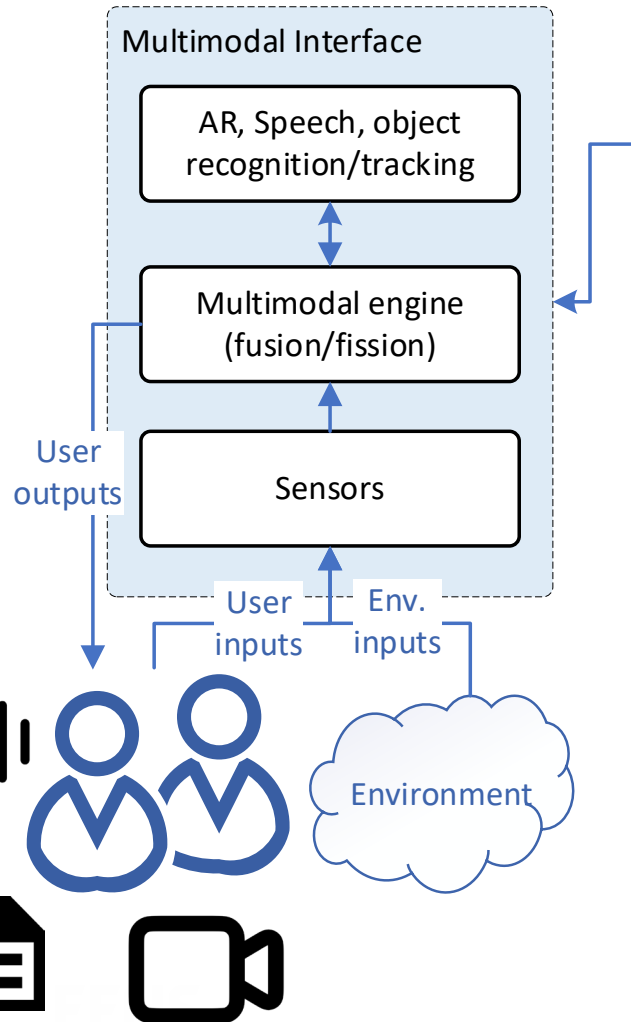 Multimodal Interface
AR, Speech, object
recognition/tracking
Multimodal engine
(fusion/fission)
User
outputs
Sensors
User
inputs
Env.
inputs
Environment